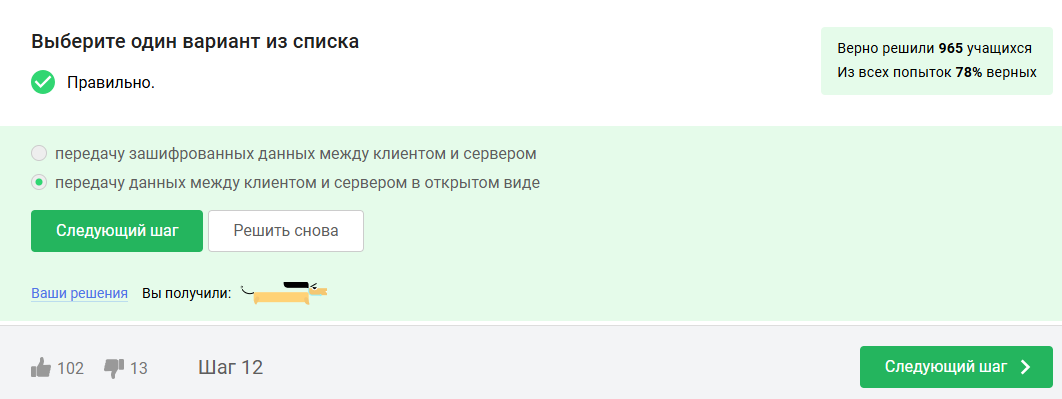 Выберите один вариант из списка
Верно решили 965 учащихся
Из всех попыток 78% верных
Правильно.
передачу зашифрованных данных между клиентом и сервером
передачу данных между клиентом и сервером в открытом виде
Следующий шаг
Решить снова
Ваши решения Вы получили:
102 13 Шаг 12
Следующий шаг